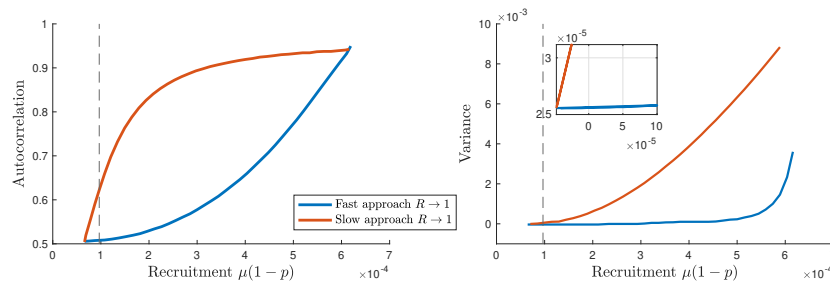 1
0.9
0.8
0.7
0.6
0.5
Autocorrelation
0 1 2 3 4 5 6 7
×10⁻⁴
Recruitment μ(1 − p)
Fast approach R → 1
Slow approach R → 1
×10⁻³
10
8
6
4
2
0
Variance
×10⁻⁵
3
2.5
0 5 10
×10⁻⁵
0 1 2 3 4 5 6
×10⁻⁴
Recruitment μ(1 − p)